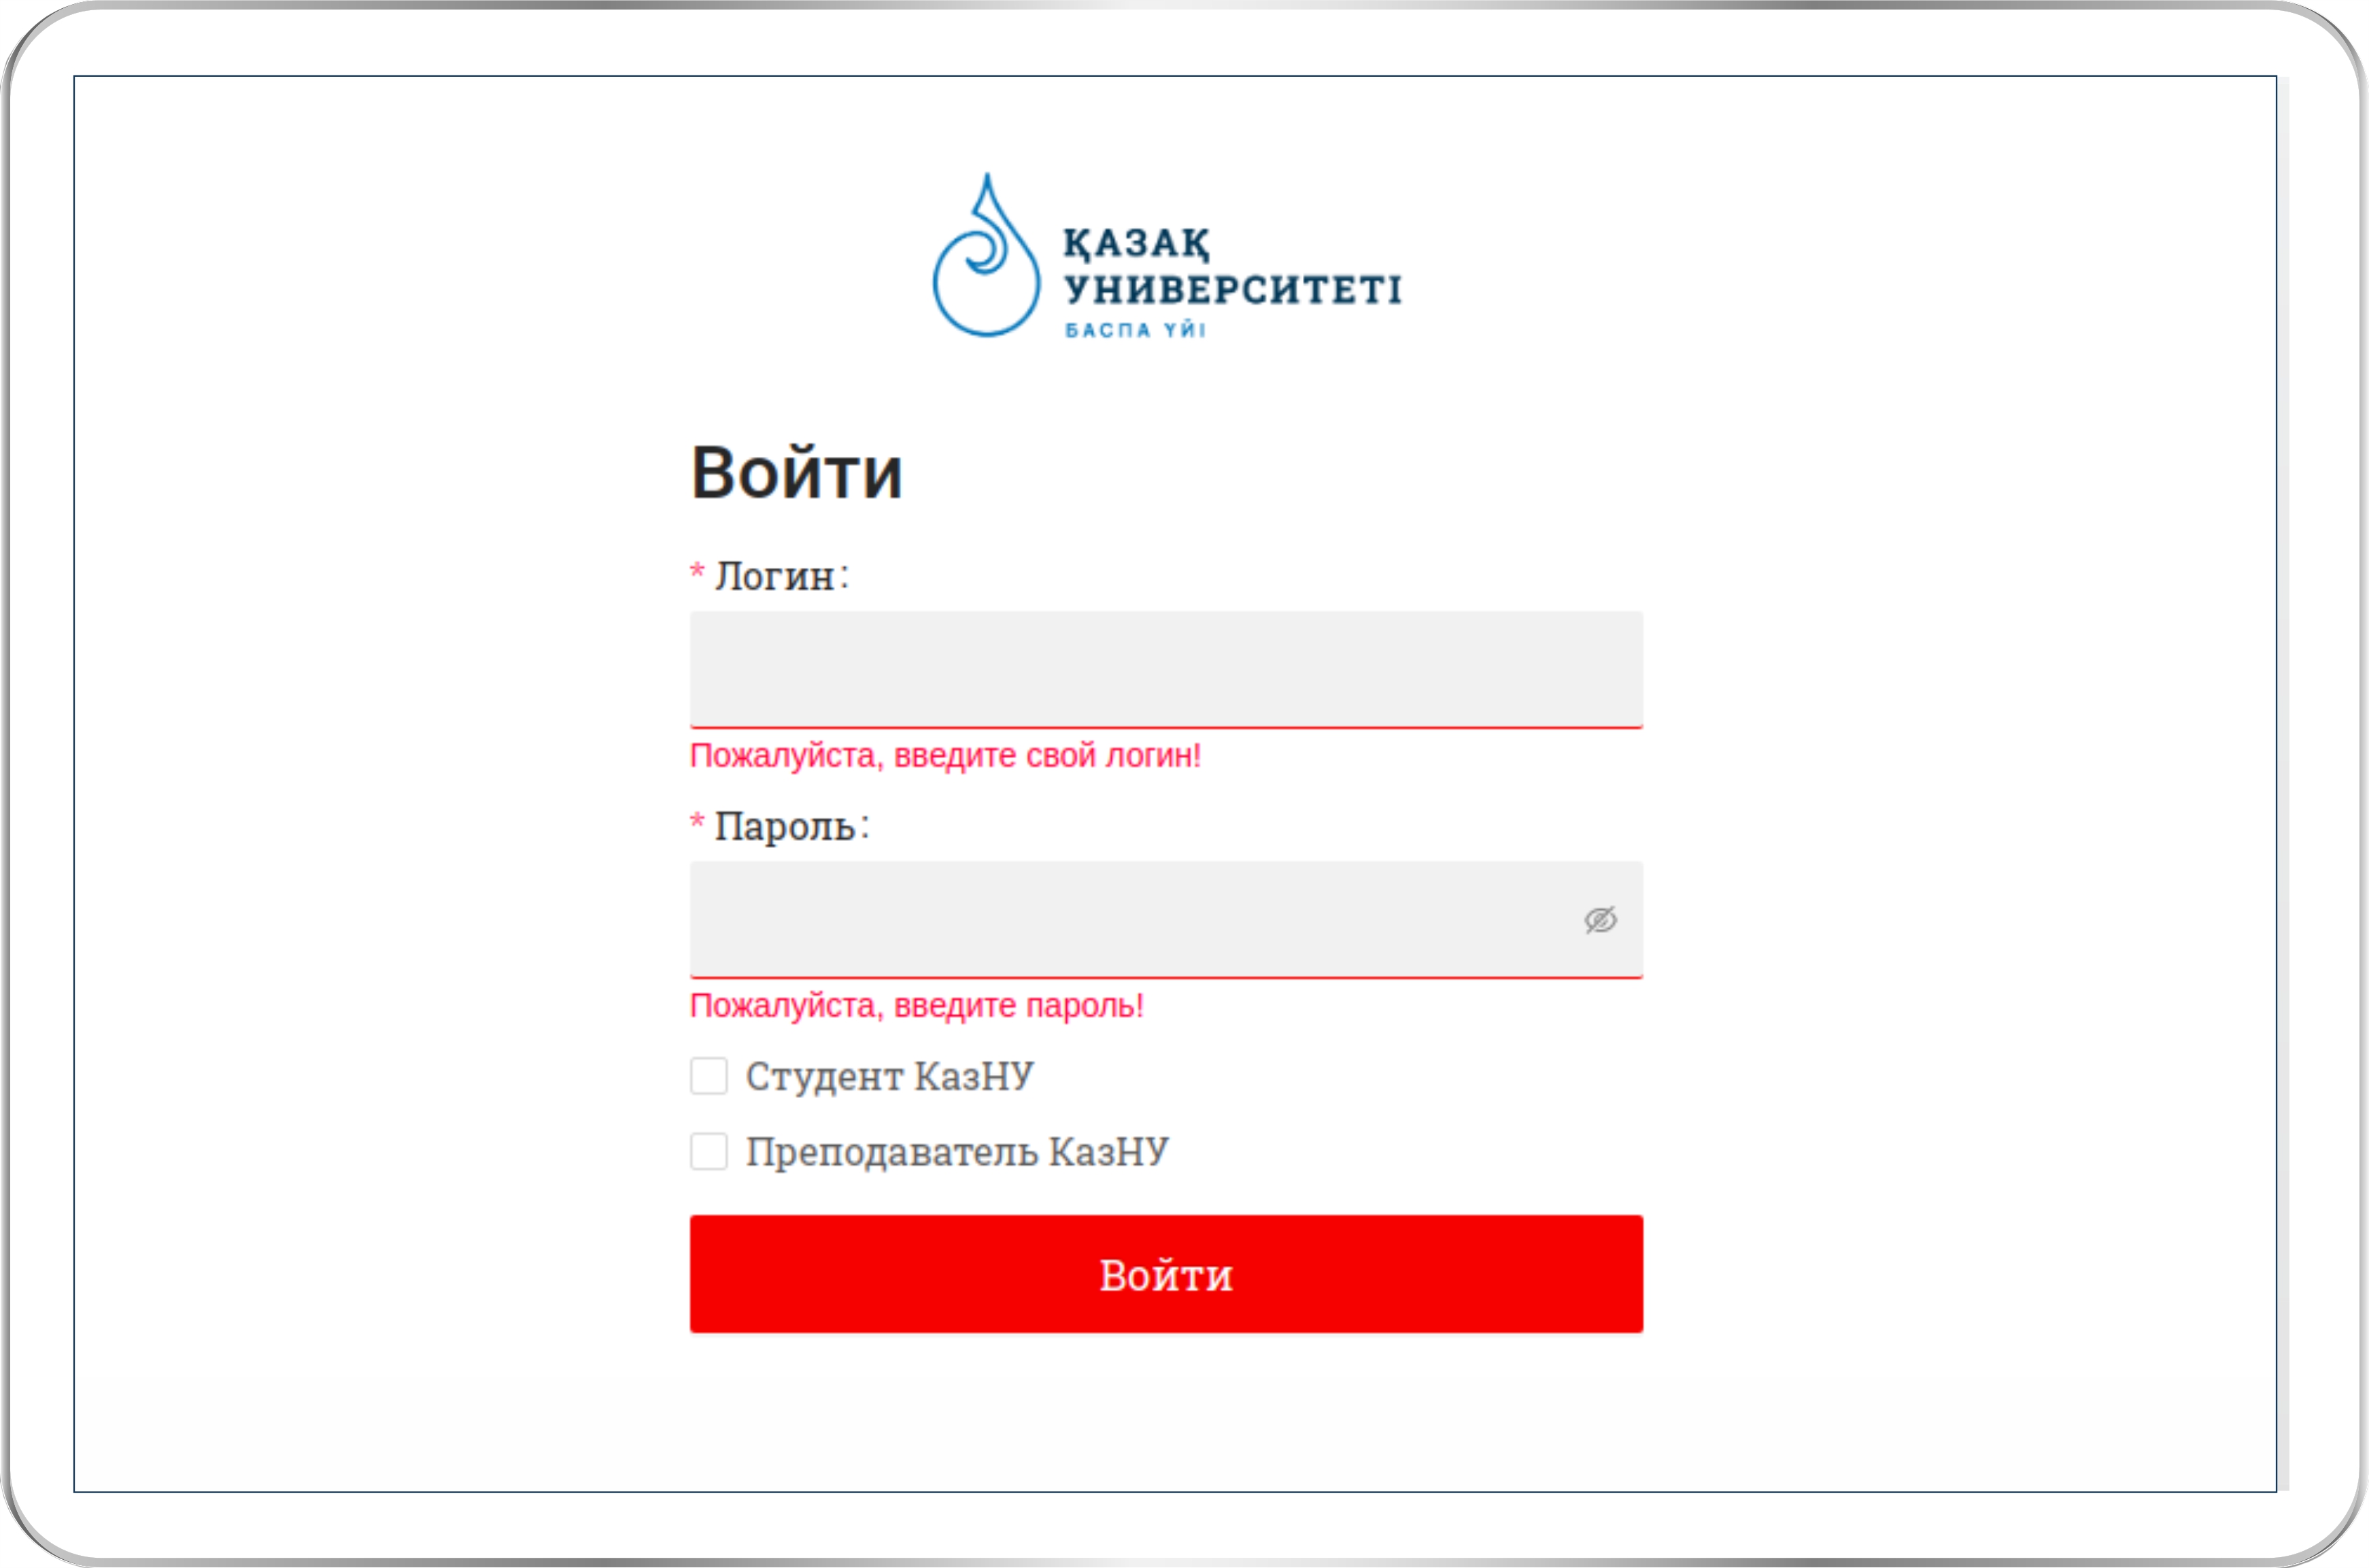 ҚАЗАҚ
УНИВЕРСИТЕТІ
БАСПА ҮЙІ
Войти
* Логин:
Пожалуйста, введите свой логин!
* Пароль:
Пожалуйста, введите пароль!
Студент КазНУ
Преподаватель КазНУ
Войти